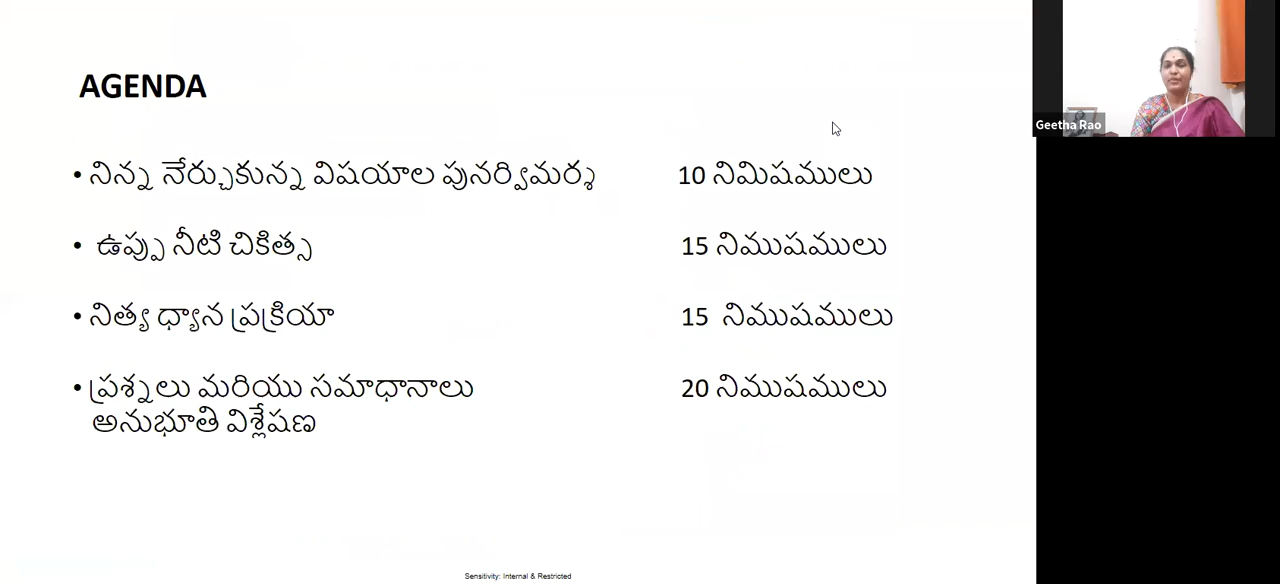 AGENDA
• నిన్న నేర్చుకున్న విషయాల పునర్విమర్శ 10 నిమిషములు
• ఉప్పు నీటి చికిత్స 15 నిముషములు
• నిత్య ధ్యాన ప్రక్రియా 15 నిముషములు
• ప్రశ్నలు మరియు సమాధానాలు 20 నిముషములు
అనుభూతి విశ్లేషణ
Geetha Rao
Sensitivity: Internal & Restricted